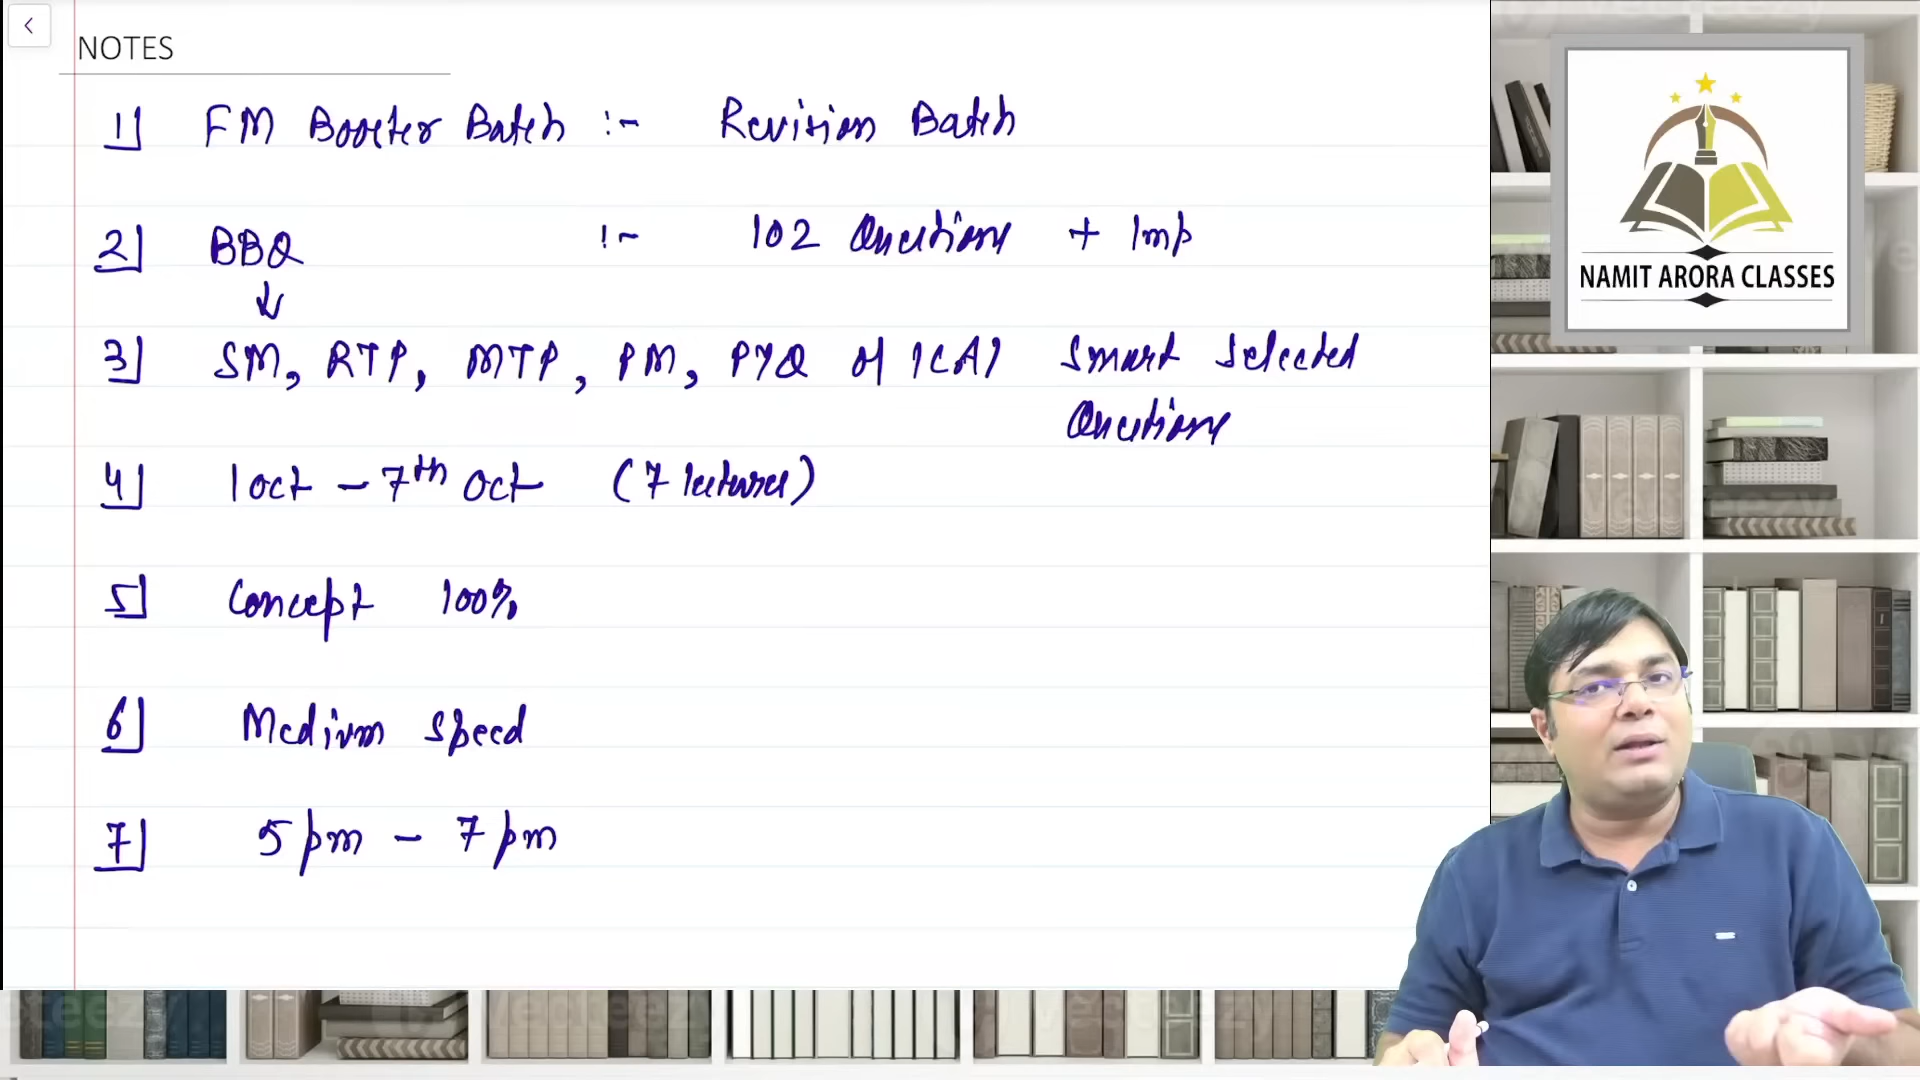 NOTES
1] FM Booster Batch :- Revision Batch
2] BBQ :- 102 Questions + Imp
3] SM, RTP, MTP, PM, PYQ of ICAI Smart Selected
Questions
4] 1 Oct - 7th Oct (7 lectures)
5] Concept 100%
6] Medium Speed
7] 5 pm - 7 pm
NAMIT ARORA CLASSES